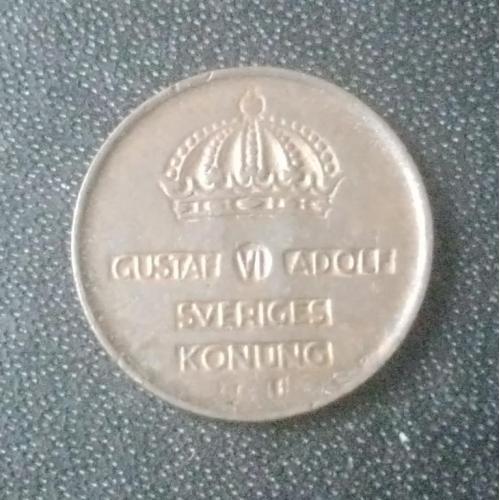 GUSTAF VI ADOLF
SVERIGES
KONUNG